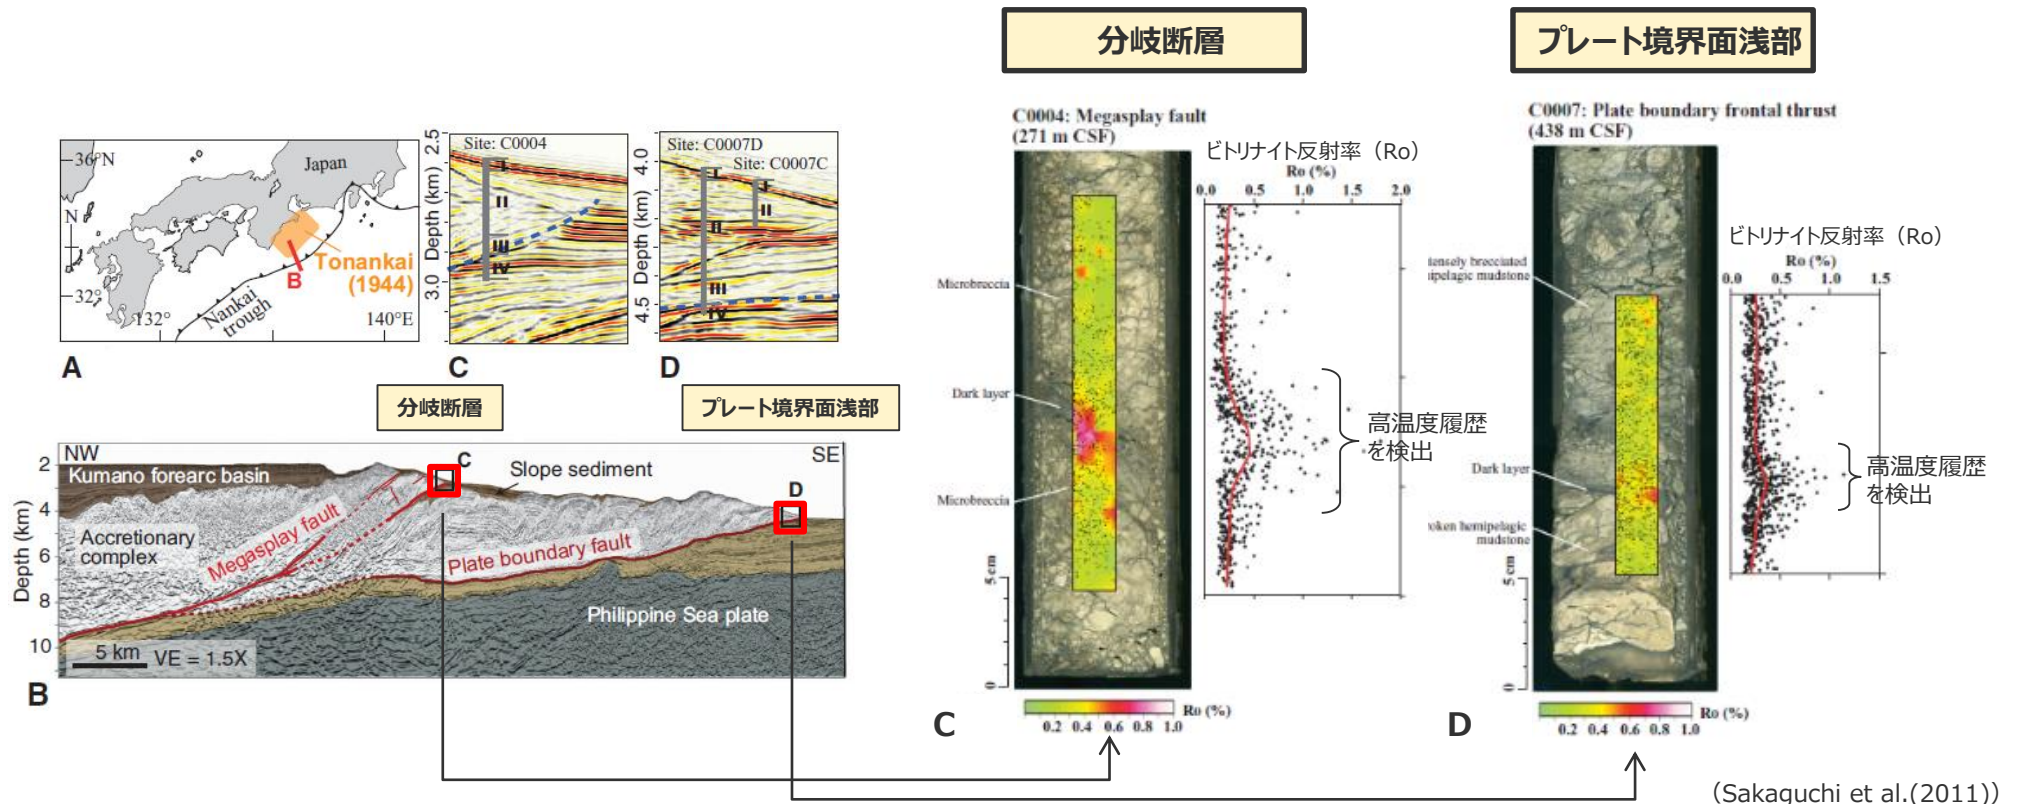 分岐断層
プレート境界面浅部
C0004: Megasplay fault
(271 m CSF)
C0007: Plate boundary frontal thrust
(438 m CSF)
36°N
Japan
N
Tonankai
(1944)
B
32°
132°
Nankai
trough
140°E
A
2.5
Depth (km)
3.0
Site: C0004
I
II
III
IV
C
4.0
Depth (km)
4.5
Site: C0007D
Site: C0007C
I
I
II
II
III
IV
D
分岐断層
プレート境界面浅部
NW
SE
Kumano forearc basin
C
Slope sediment
D
Accretionary
complex
Megasplay fault
Plate boundary fault
Philippine Sea plate
Depth (km)
2
4
6
8
10
5 km
VE = 1.5X
B
ビトリナイト反射率（Ro）
Ro (%)
0.0 0.5 1.0 1.5 2.0
Microbreccia
Dark layer
Microbreccia
高温度履歴
を検出
5 cm
0
Ro (%)
0.2 0.4 0.6 0.8 1.0
C
ビトリナイト反射率（Ro）
Ro (%)
0.0 0.5 1.0 1.5
tensely brecciated
ipelagic mudstone
Dark layer
oken hemipelagic
mudstone
高温度履歴
を検出
5 cm
0
Ro (%)
0.2 0.4 0.6 0.8 1.0
D
（Sakaguchi et al.(2011)）